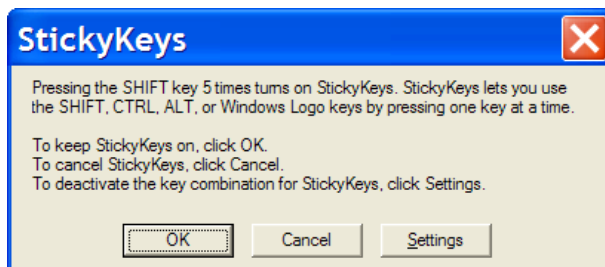 StickyKeys
Pressing the SHIFT key 5 times turns on StickyKeys. StickyKeys lets you use
the SHIFT, CTRL, ALT, or Windows Logo keys by pressing one key at a time.
To keep StickyKeys on, click OK.
To cancel StickyKeys, click Cancel.
To deactivate the key combination for StickyKeys, click Settings.
OK Cancel Settings